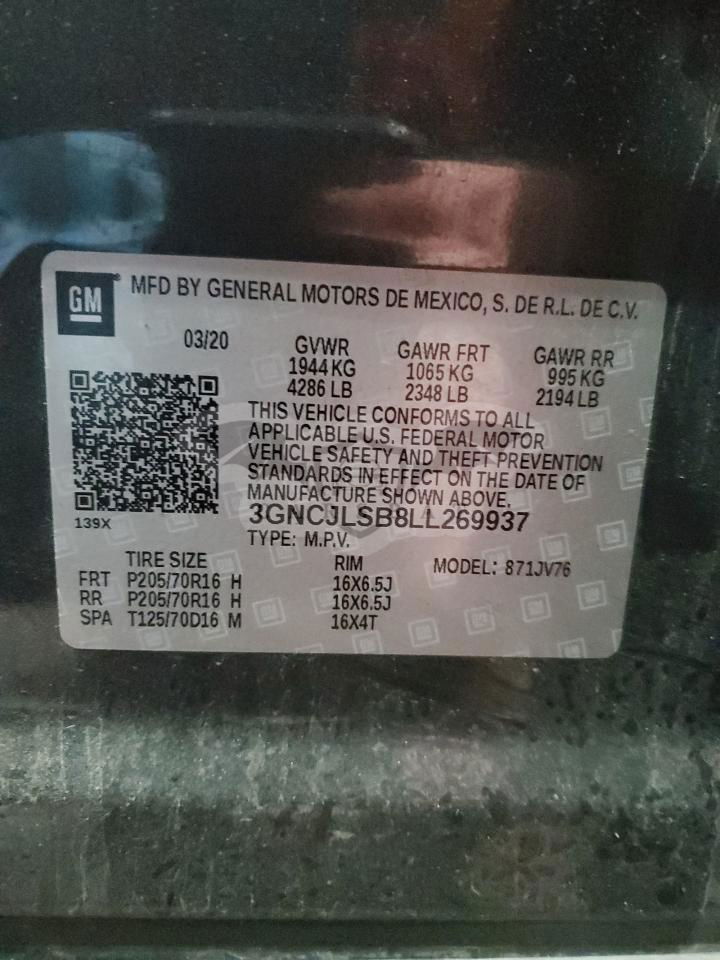 GM
MFD BY GENERAL MOTORS DE MEXICO, S. DE R.L. DE C.V.
03/20
GVWR GAWR FRT GAWR RR
1944 KG 1065 KG 995 KG
4286 LB 2348 LB 2194 LB
THIS VEHICLE CONFORMS TO ALL
APPLICABLE U.S. FEDERAL MOTOR
VEHICLE SAFETY AND THEFT PREVENTION
STANDARDS IN EFFECT ON THE DATE OF
MANUFACTURE SHOWN ABOVE.
139X
3GNCJLSB8LL269937
TYPE: M.P.V.
TIRE SIZE RIM MODEL: 871JV76
FRT P205/70R16 H 16X6.5J
RR P205/70R16 H 16X6.5J
SPA T125/70D16 M 16X4T